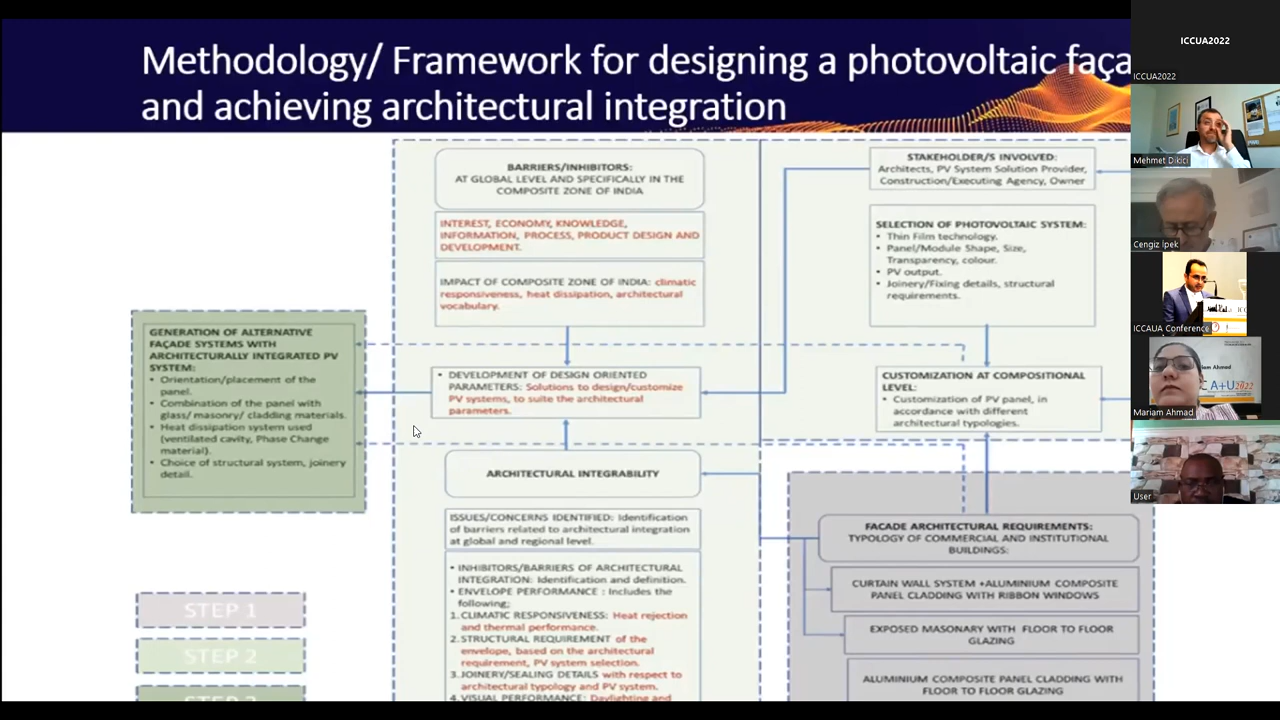 Methodology/ Framework for designing a photovoltaic faça
and achieving architectural integration
BARRIERS/INHIBITORS:
AT GLOBAL LEVEL AND SPECIFICALLY IN THE
COMPOSITE ZONE OF INDIA
INTEREST, ECONOMY, KNOWLEDGE,
INFORMATION, PROCESS, PRODUCT DESIGN AND
DEVELOPMENT.
IMPACT OF COMPOSITE ZONE OF INDIA: climatic
responsiveness, heat dissipation, architectural
vocabulary.
STAKEHOLDER/S INVOLVED:
Architects, PV System Solution Provider,
Construction/Executing Agency, Owner
SELECTION OF PHOTOVOLTAIC SYSTEM:
• Thin Film technology.
• Panel/Module Shape, Size,
Transparency, colour.
• PV output.
• Joinery/Fixing details, structural
requirements.
GENERATION OF ALTERNATIVE
FAÇADE SYSTEMS WITH
ARCHITECTURALLY INTEGRATED PV
SYSTEM:
• Orientation/placement of the
panel.
• Combination of the panel with
glass/ masonry/ cladding materials.
• Heat dissipation system used
(ventilated cavity, Phase Change
material).
• Choice of structural system, joinery
detail.
• DEVELOPMENT OF DESIGN ORIENTED
PARAMETERS: Solutions to design/customize
PV systems, to suite the architectural
parameters.
CUSTOMIZATION AT COMPOSITIONAL
LEVEL:
• Customization of PV panel, in
accordance with different
architectural typologies.
ARCHITECTURAL INTEGRABILITY
ISSUES/CONCERNS IDENTIFIED: Identification
of barriers related to architectural integration
at global and regional level.
• INHIBITORS/BARRIERS OF ARCHITECTURAL
INTEGRATION: Identification and definition.
• ENVELOPE PERFORMANCE : Includes the
following;
1. CLIMATIC RESPONSIVENESS: Heat rejection
and thermal performance.
2. STRUCTURAL REQUIREMENT of the
envelope, based on the architectural
requirement, PV system selection.
3. JOINERY/SEALING DETAILS with respect to
architectural typology and PV system.
4. VISUAL PERFORMANCE: Daylighting and
FACADE ARCHITECTURAL REQUIREMENTS:
TYPOLOGY OF COMMERCIAL AND INSTITUTIONAL
BUILDINGS:
CURTAIN WALL SYSTEM +ALUMINIUM COMPOSITE
PANEL CLADDING WITH RIBBON WINDOWS
EXPOSED MASONARY WITH FLOOR TO FLOOR
GLAZING
ALUMINIUM COMPOSITE PANEL CLADDING WITH
FLOOR TO FLOOR GLAZING
STEP 1
STEP 2
STEP 3
ICCUA2022
ICCUA2022
Mehmet Dikici
Cengiz İpek
ICCAUA Conference
Mariam Ahmad
User